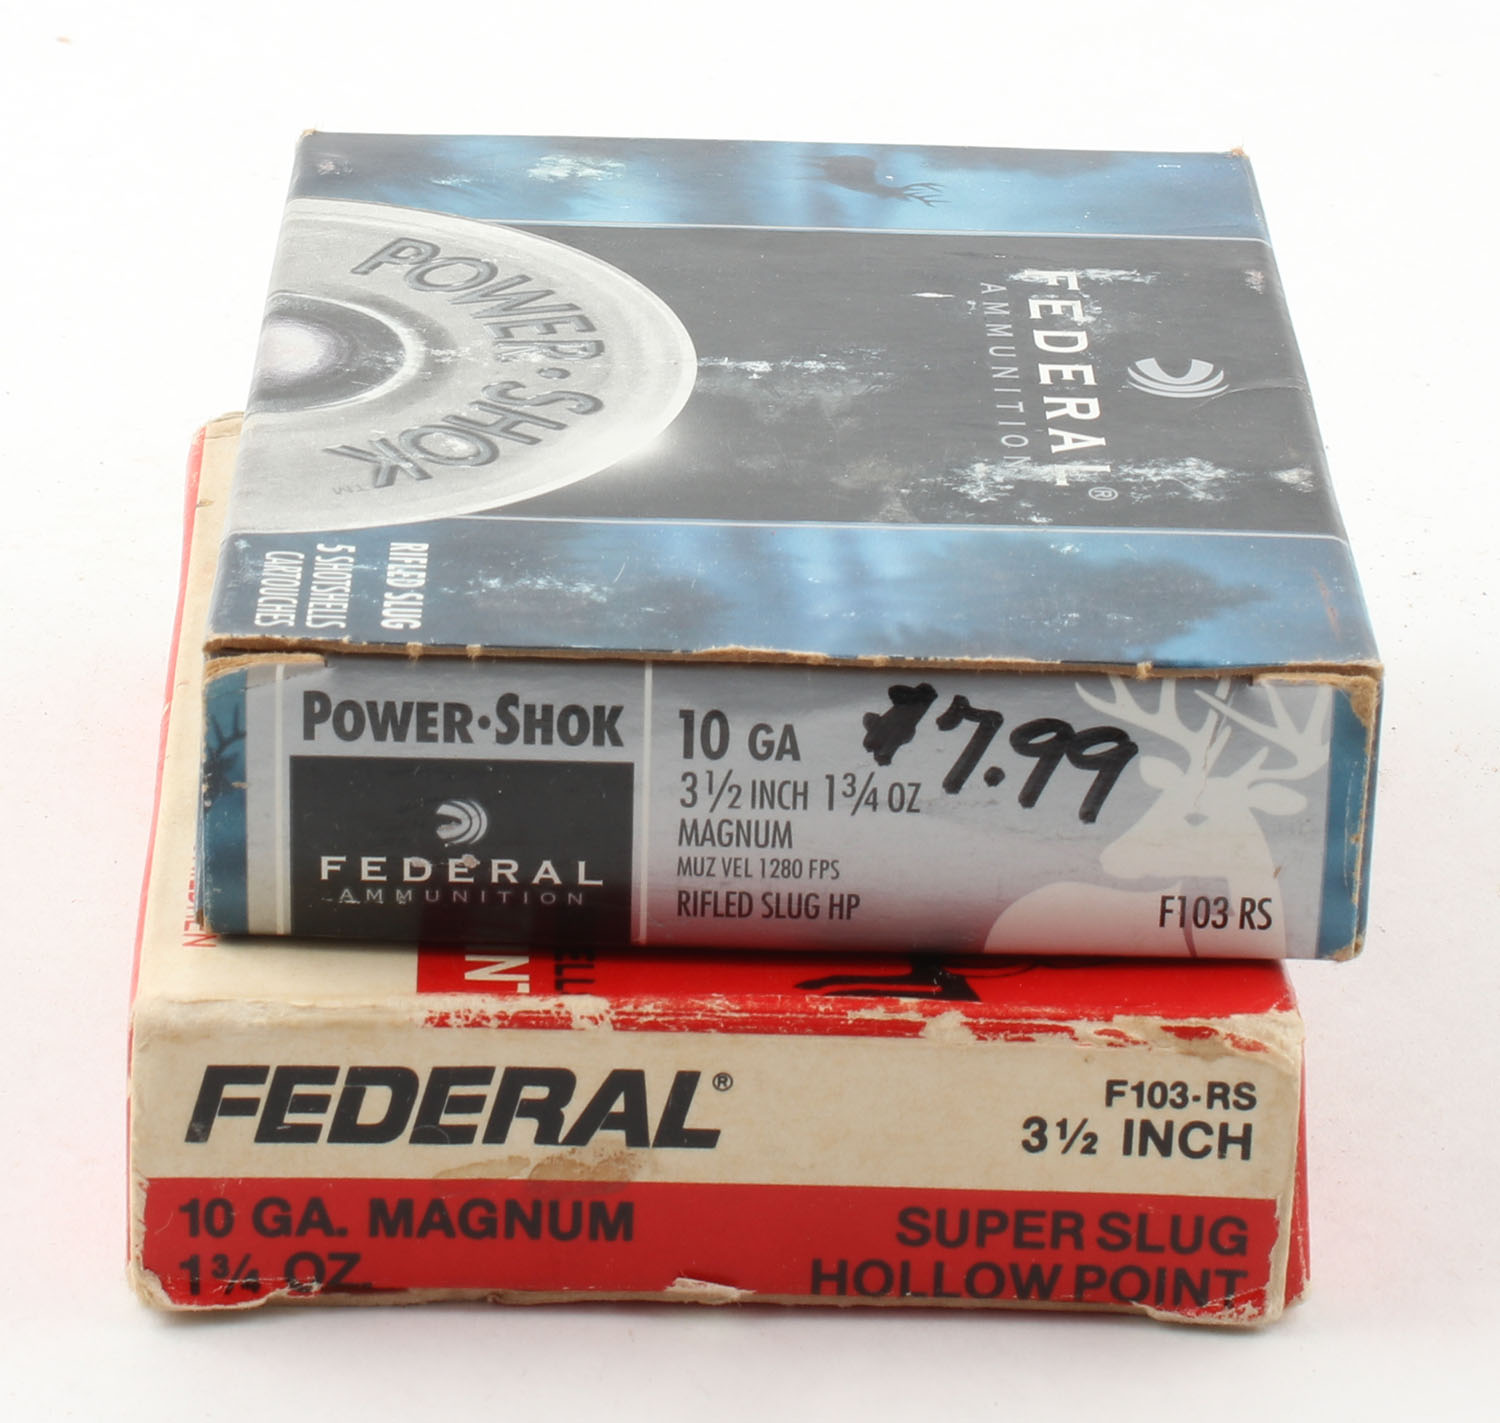 POWER·SHOK™
FEDERAL®
AMMUNITION
RIFLED SLUG
5 SHOTSHELLS
CARTOUCHES
POWER·SHOK
FEDERAL
AMMUNITION
10 GA
3 1/2 INCH 1 3/4 OZ
MAGNUM
MUZ VEL 1280 FPS
RIFLED SLUG HP
$7.99
F103 RS
FEDERAL®
F103-RS
3 1/2 INCH
10 GA. MAGNUM
1 3/4 OZ.
SUPER SLUG
HOLLOW POINT